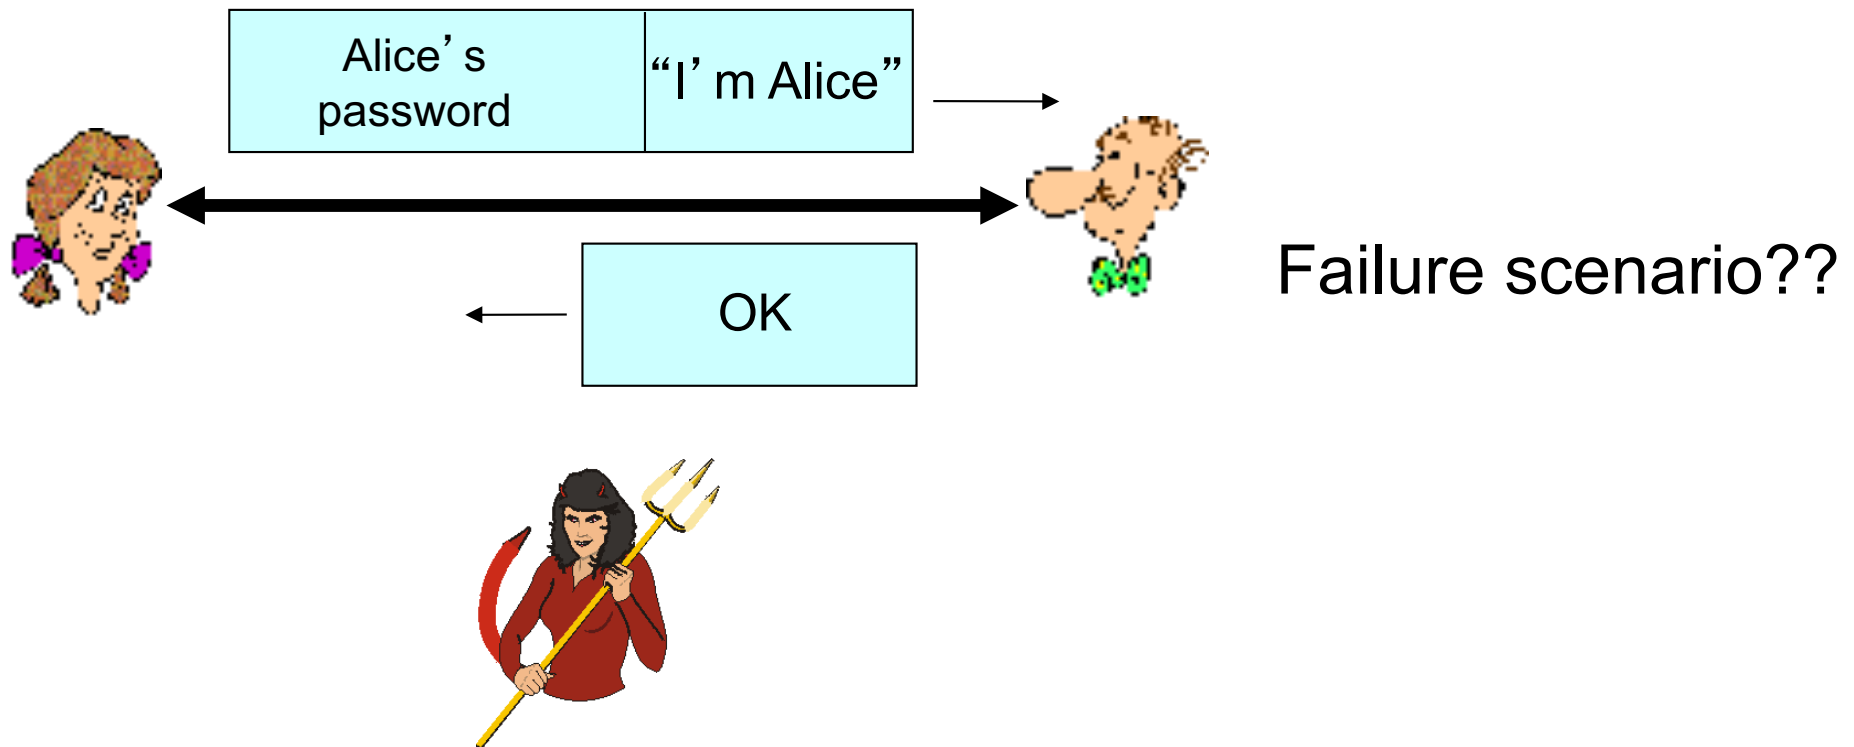 Alice’s
password
“I’m Alice”
OK
Failure scenario??